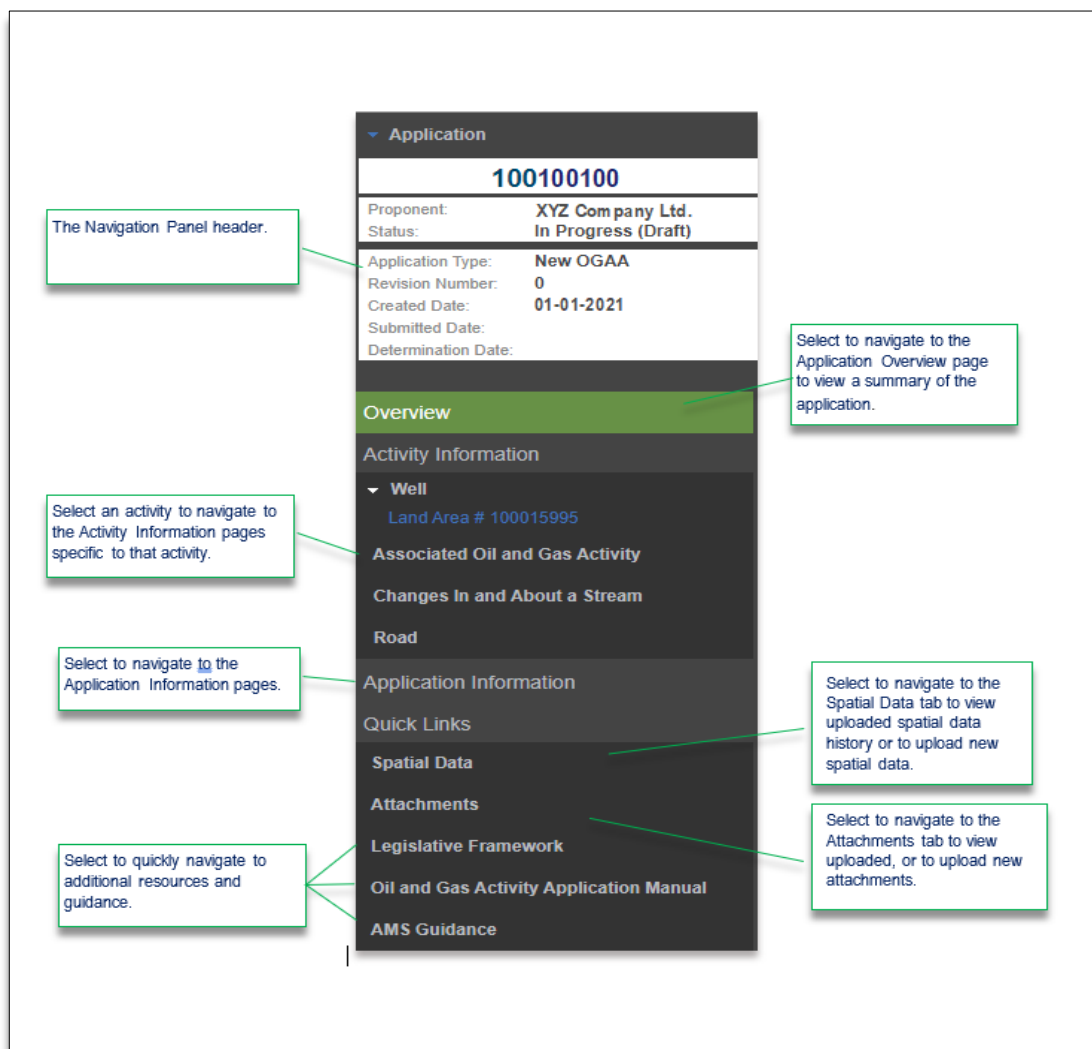 Application
100100100
Proponent: XYZ Company Ltd.
Status: In Progress (Draft)
Application Type: New OGAA
Revision Number: 0
Created Date: 01-01-2021
Submitted Date:
Determination Date:
The Navigation Panel header.
Select to navigate to the
Application Overview page
to view a summary of the
application.
Overview
Activity Information
Well
Land Area # 100015995
Associated Oil and Gas Activity
Changes In and About a Stream
Road
Select an activity to navigate to
the Activity Information pages
specific to that activity.
Select to navigate to the
Application Information pages.
Application Information
Quick Links
Spatial Data
Attachments
Legislative Framework
Oil and Gas Activity Application Manual
AMS Guidance
Select to navigate to the
Spatial Data tab to view
uploaded spatial data
history or to upload new
spatial data.
Select to navigate to the
Attachments tab to view
uploaded, or to upload new
attachments.
Select to quickly navigate to
additional resources and
guidance.